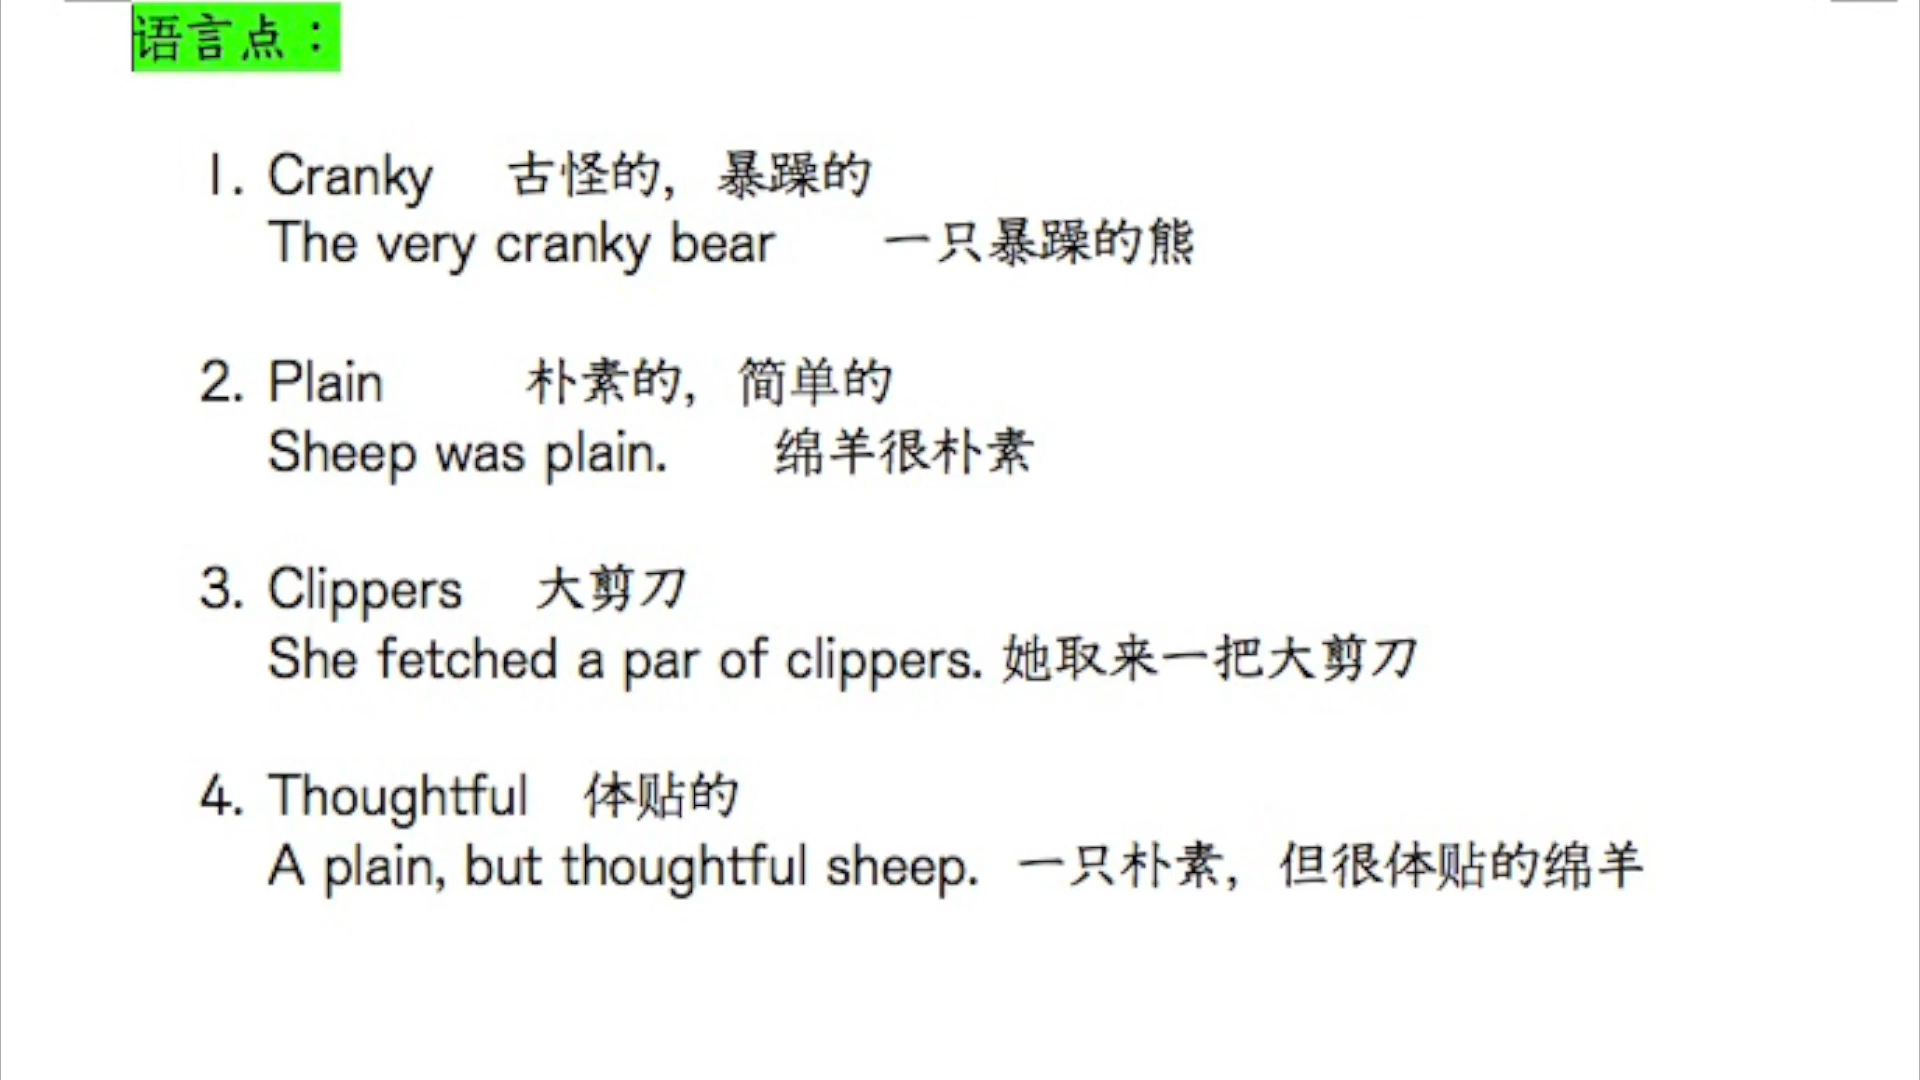 语言点：
1. Cranky 古怪的, 暴躁的
The very cranky bear 一只暴躁的熊
2. Plain 朴素的, 简单的
Sheep was plain. 绵羊很朴素
3. Clippers 大剪刀
She fetched a par of clippers. 她取来一把大剪刀
4. Thoughtful 体贴的
A plain, but thoughtful sheep. 一只朴素, 但很体贴的绵羊